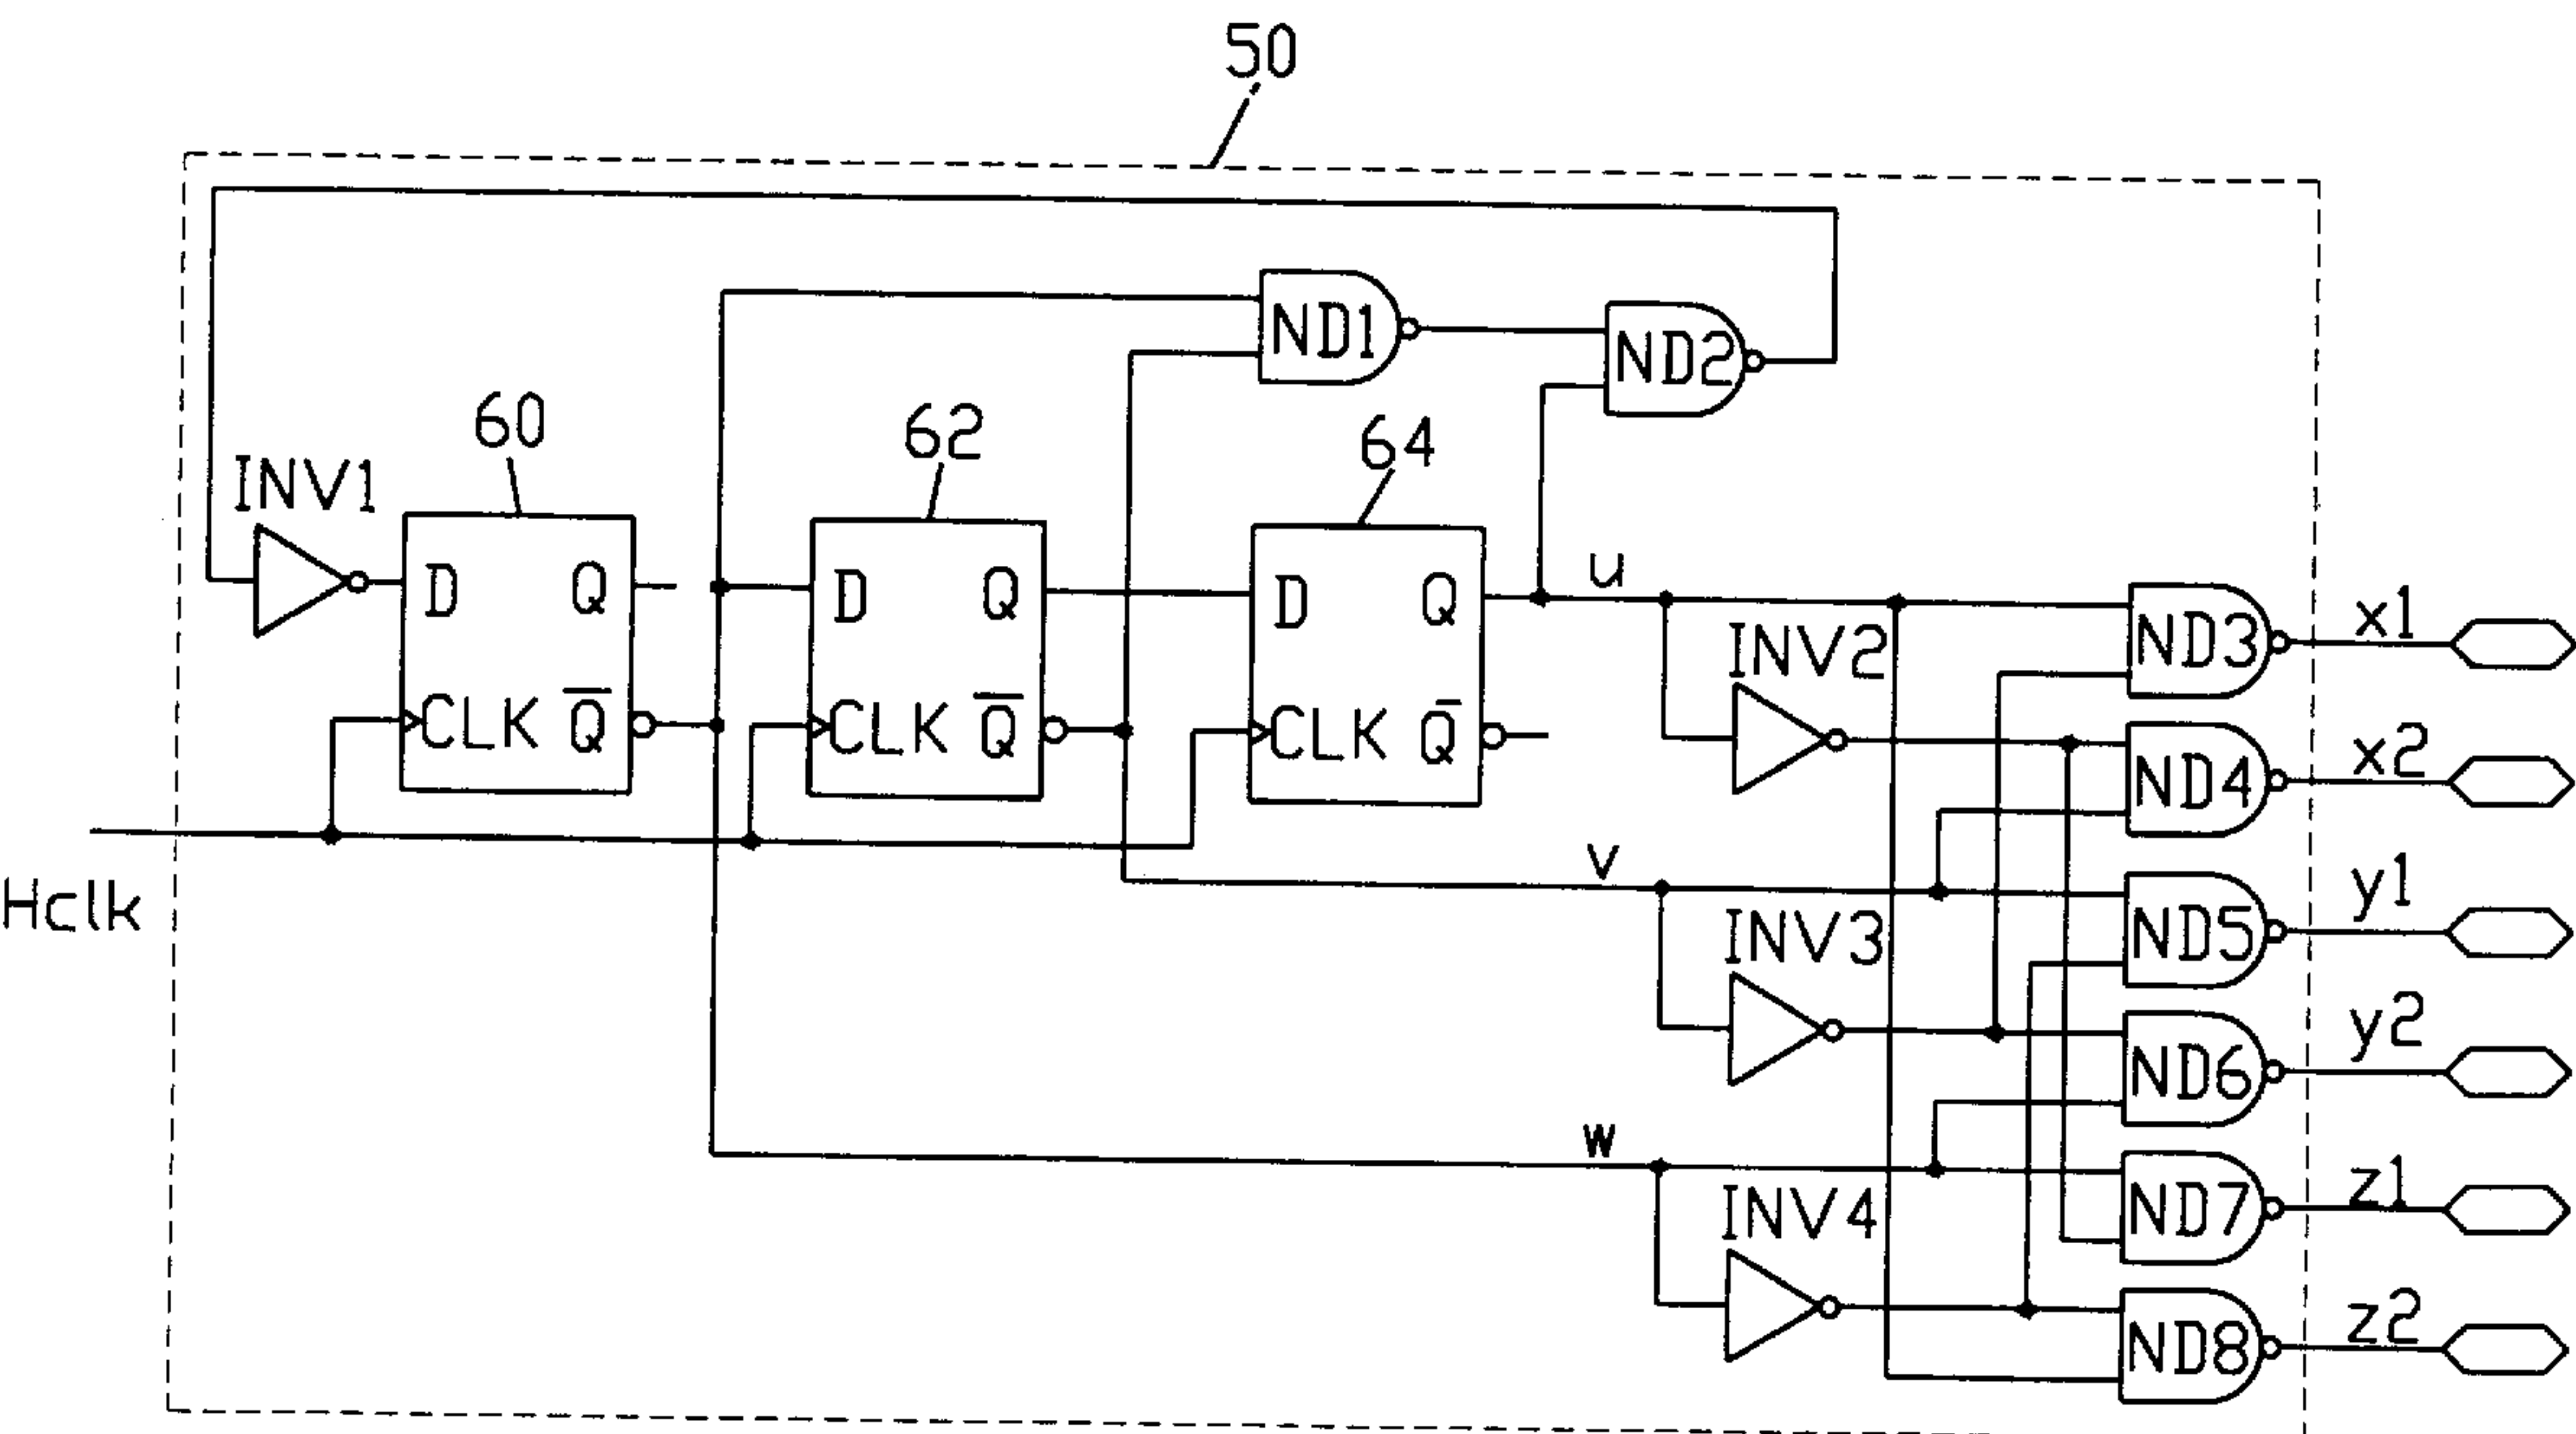 50
ND1
ND2
60
62
64
INV1
D Q
CLK Q̅
D Q
CLK Q̅
D Q
CLK Q̅
u
INV2
ND3
x1
ND4
x2
Hclk
v
INV3
ND5
y1
ND6
y2
w
INV4
ND7
z1
ND8
z2